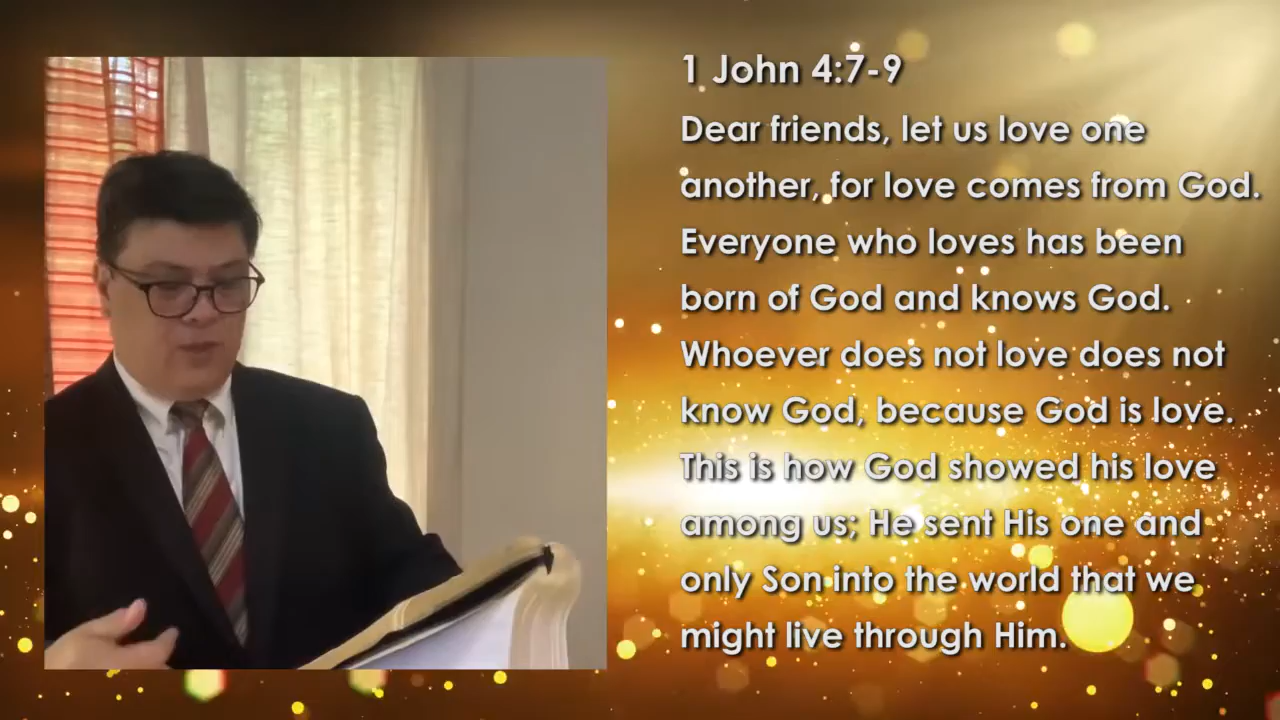 1 John 4:7-9
Dear friends, let us love one
another, for love comes from God.
Everyone who loves has been
born of God and knows God.
Whoever does not love does not
know God, because God is love.
This is how God showed his love
among us; He sent His one and
only Son into the world that we
might live through Him.